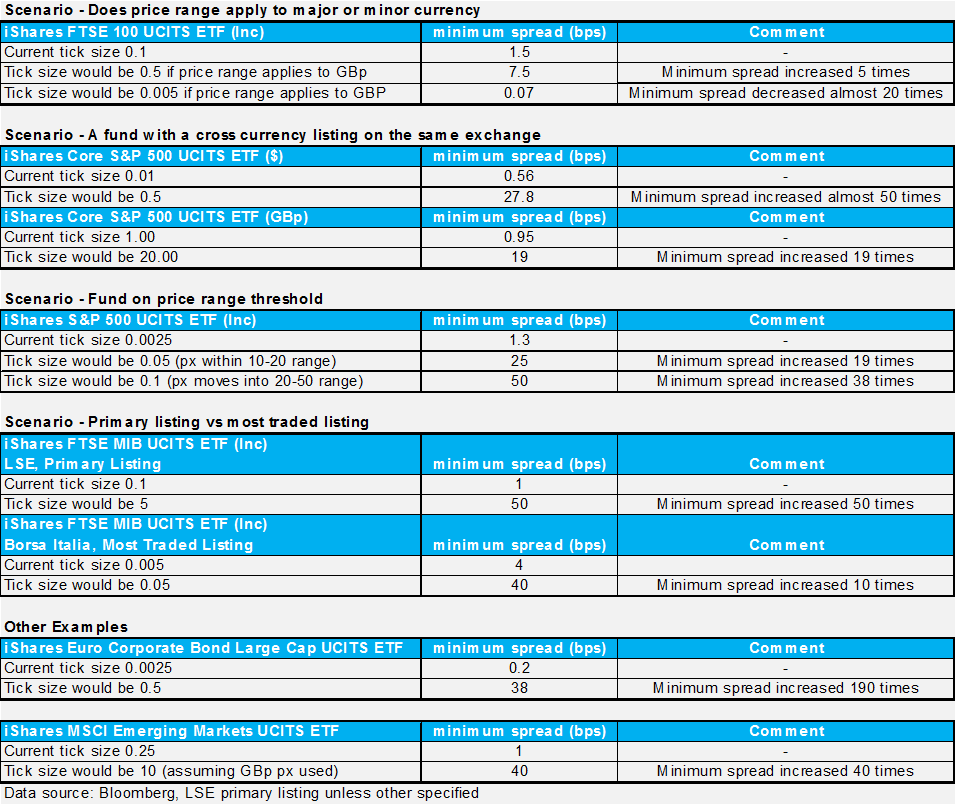 Scenario - Does price range apply to major or minor currency
iShares FTSE 100 UCITS ETF (Inc) minimum spread (bps) Comment
Current tick size 0.1 1.5 -
Tick size would be 0.5 if price range applies to GBp 7.5 Minimum spread increased 5 times
Tick size would be 0.005 if price range applies to GBP 0.07 Minimum spread decreased almost 20 times
Scenario - A fund with a cross currency listing on the same exchange
iShares Core S&P 500 UCITS ETF ($) minimum spread (bps) Comment
Current tick size 0.01 0.56 -
Tick size would be 0.5 27.8 Minimum spread increased almost 50 times
iShares Core S&P 500 UCITS ETF (GBp) minimum spread (bps) Comment
Current tick size 1.00 0.95 -
Tick size would be 20.00 19 Minimum spread increased 19 times
Scenario - Fund on price range threshold
iShares S&P 500 UCITS ETF (Inc) minimum spread (bps) Comment
Current tick size 0.0025 1.3 -
Tick size would be 0.05 (px within 10-20 range) 25 Minimum spread increased 19 times
Tick size would be 0.1 (px moves into 20-50 range) 50 Minimum spread increased 38 times
Scenario - Primary listing vs most traded listing
iShares FTSE MIB UCITS ETF (Inc)
LSE, Primary Listing minimum spread (bps) Comment
Current tick size 0.1 1 -
Tick size would be 5 50 Minimum spread increased 50 times
iShares FTSE MIB UCITS ETF (Inc)
Borsa Italia, Most Traded Listing minimum spread (bps) Comment
Current tick size 0.005 4
Tick size would be 0.05 40 Minimum spread increased 10 times
Other Examples
iShares Euro Corporate Bond Large Cap UCITS ETF minimum spread (bps) Comment
Current tick size 0.0025 0.2 -
Tick size would be 0.5 38 Minimum spread increased 190 times
iShares MSCI Emerging Markets UCITS ETF minimum spread (bps) Comment
Current tick size 0.25 1 -
Tick size would be 10 (assuming GBp px used) 40 Minimum spread increased 40 times
Data source: Bloomberg, LSE primary listing unless other specified